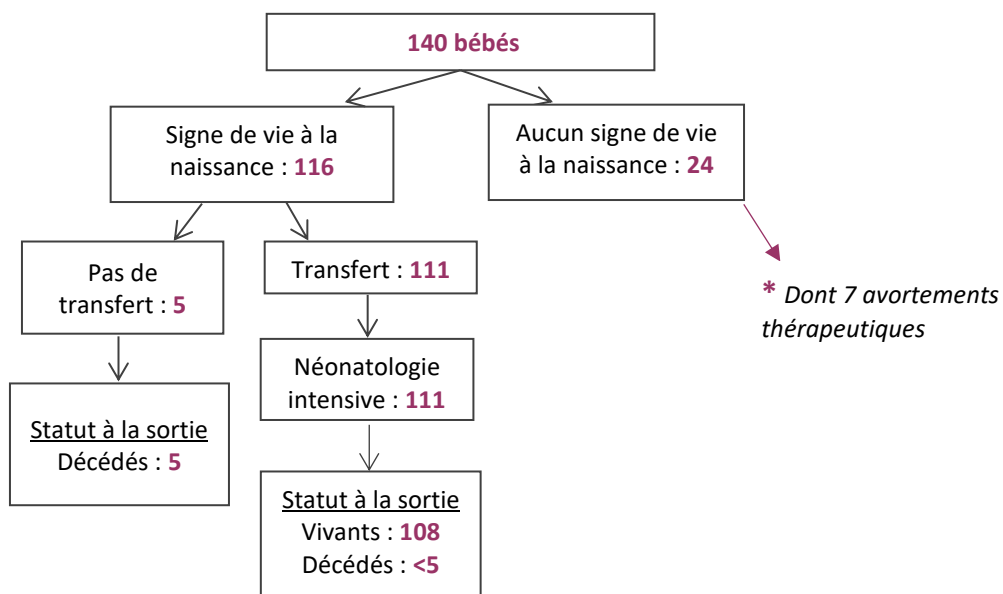 140 bébés
Signe de vie à la
naissance : 116
Aucun signe de vie
à la naissance : 24
Pas de
transfert : 5
Transfert : 111
* Dont 7 avortements
thérapeutiques
Néonatologie
intensive : 111
Statut à la sortie
Décédés : 5
Statut à la sortie
Vivants : 108
Décédés : <5